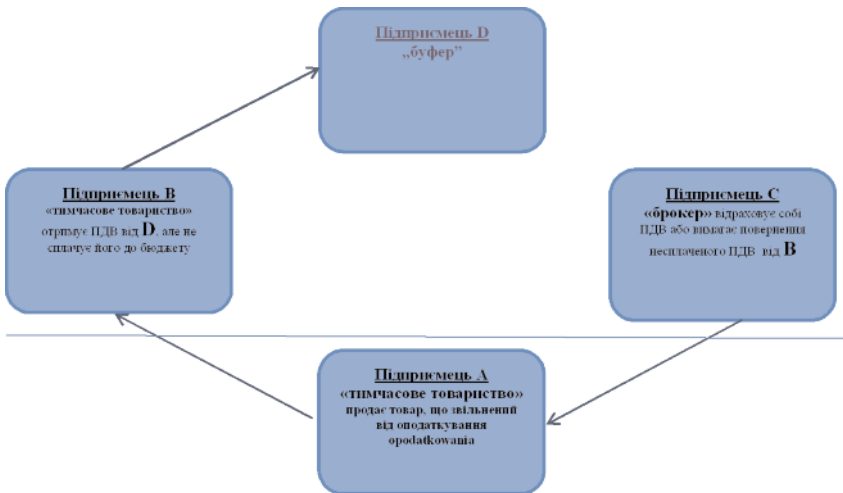 Підприємець D
„буфер”
Підприємець В
«тимчасове товариство»
отримує ПДВ від D, але не
сплачує його до бюджету
Підприємець С
«брокер» відраховує собі
ПДВ або вимагає повернення
несплаченого ПДВ від В
Підприємець А
«тимчасове товариство»
продає товар, що звільнений
від оподаткування
opodatkowania